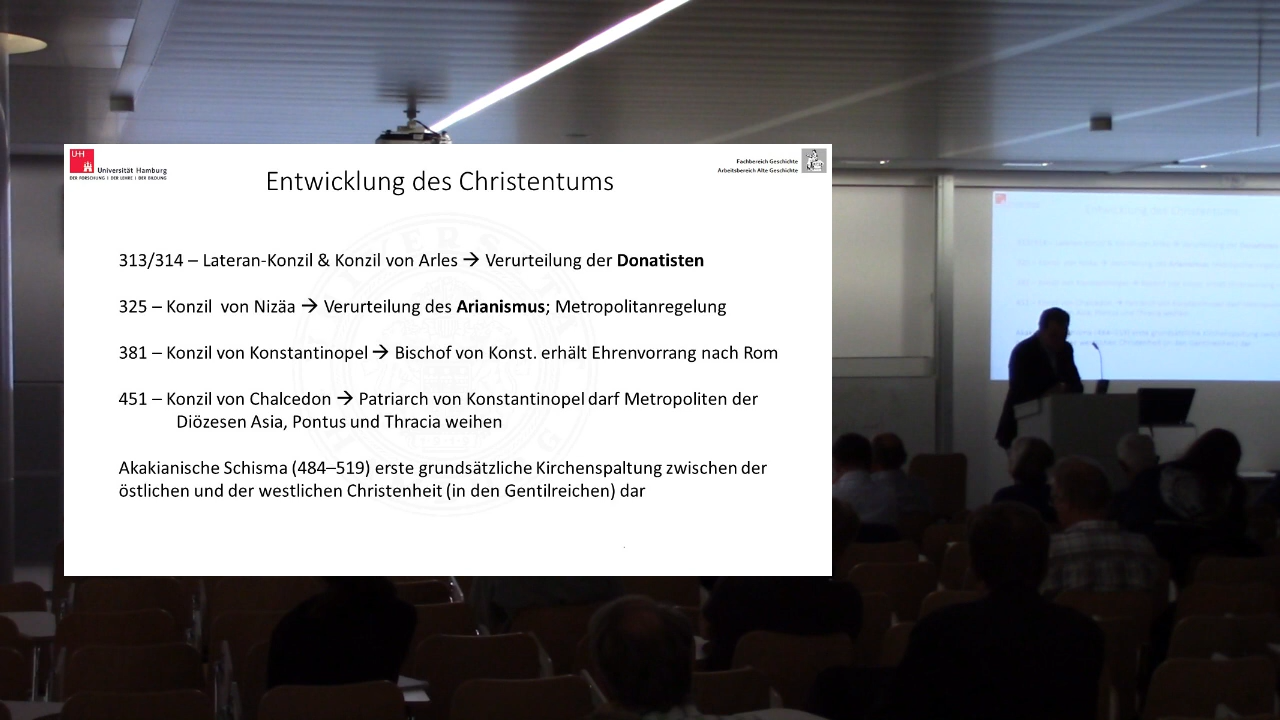 U·H
Universität Hamburg
DER FORSCHUNG | DER LEHRE | DER BILDUNG
Fachbereich Geschichte
Arbeitsbereich Alte Geschichte
Entwicklung des Christentums
313/314 – Lateran-Konzil & Konzil von Arles → Verurteilung der Donatisten
325 – Konzil von Nizäa → Verurteilung des Arianismus; Metropolitanregelung
381 – Konzil von Konstantinopel → Bischof von Konst. erhält Ehrenvorrang nach Rom
451 – Konzil von Chalcedon → Patriarch von Konstantinopel darf Metropoliten der
Diözesen Asia, Pontus und Thracia weihen
Akakianische Schisma (484–519) erste grundsätzliche Kirchenspaltung zwischen der
östlichen und der westlichen Christenheit (in den Gentilreichen) dar